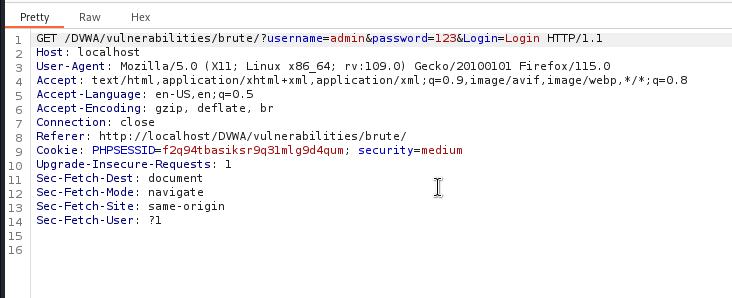 Pretty Raw Hex
1 GET /DVWA/vulnerabilities/brute/?username=admin&password=123&Login=Login HTTP/1.1
2 Host: localhost
3 User-Agent: Mozilla/5.0 (X11; Linux x86_64; rv:109.0) Gecko/20100101 Firefox/115.0
4 Accept: text/html,application/xhtml+xml,application/xml;q=0.9,image/avif,image/webp,*/*;q=0.8
5 Accept-Language: en-US,en;q=0.5
6 Accept-Encoding: gzip, deflate, br
7 Connection: close
8 Referer: http://localhost/DVWA/vulnerabilities/brute/
9 Cookie: PHPSESSID=f2q94tbasiksr9q31mlg9d4qum; security=medium
10 Upgrade-Insecure-Requests: 1
11 Sec-Fetch-Dest: document
12 Sec-Fetch-Mode: navigate
13 Sec-Fetch-Site: same-origin
14 Sec-Fetch-User: ?1
15
16